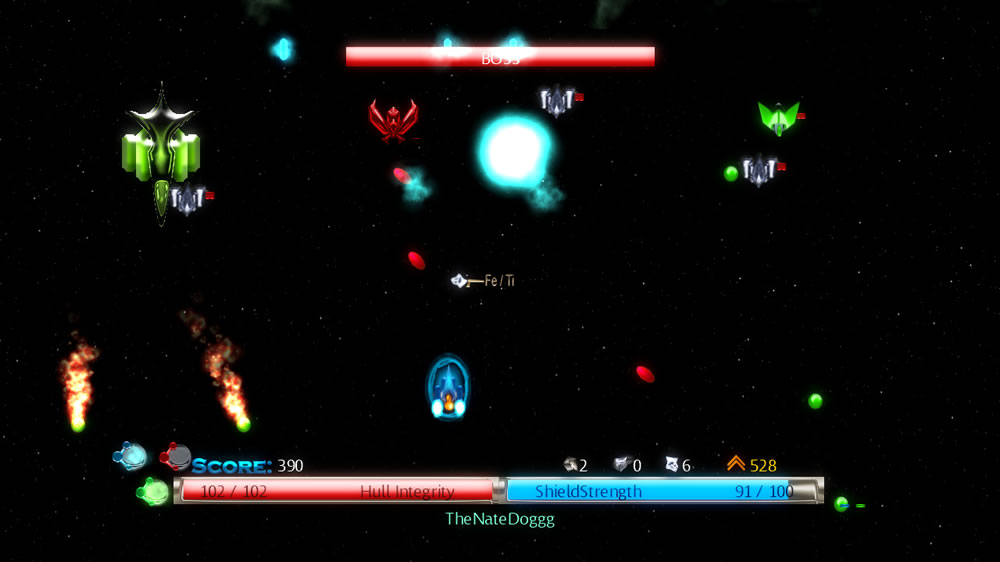 BOSS
Fe / Ti
SCORE: 390
2 0 6 528
102 / 102 Hull Integrity ShieldStrength 91 / 100
TheNateDoggg